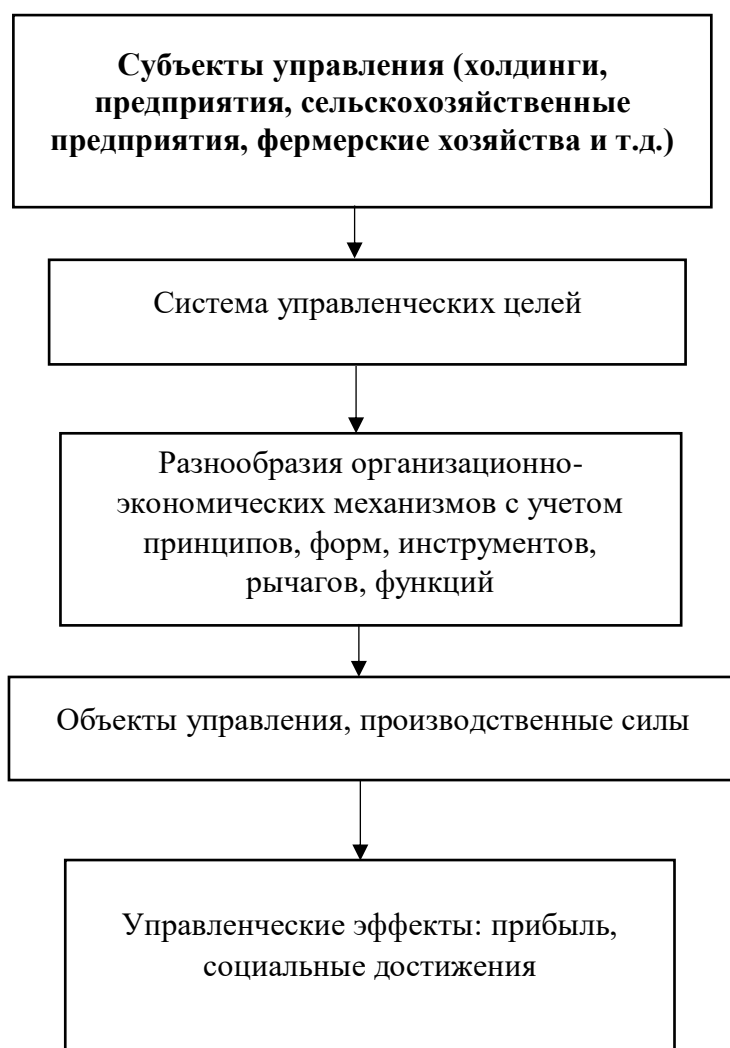 Субъекты управления (холдинги,
предприятия, сельскохозяйственные
предприятия, фермерские хозяйства и т.д.)
Система управленческих целей
Разнообразия организационно-
экономических механизмов с учетом
принципов, форм, инструментов,
рычагов, функций
Объекты управления, производственные силы
Управленческие эффекты: прибыль,
социальные достижения